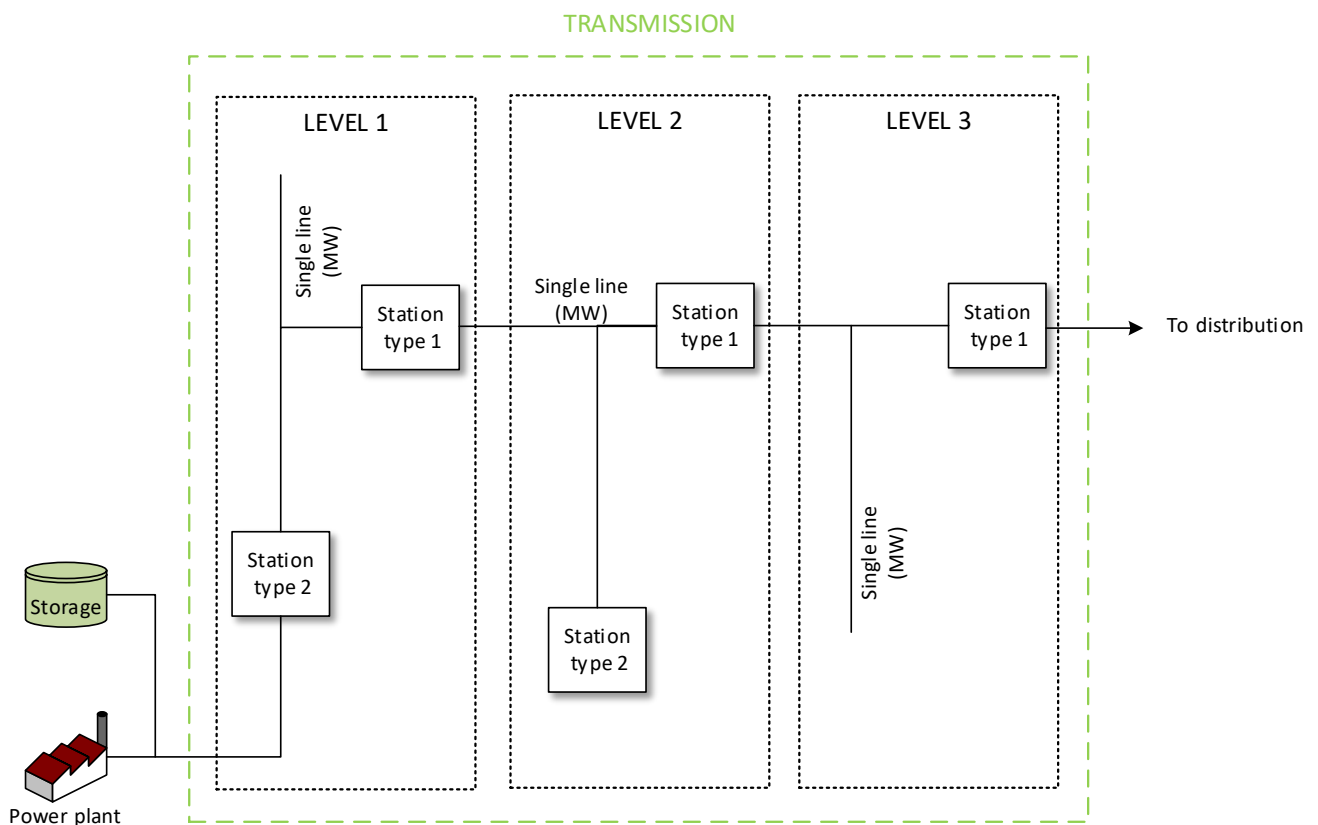 TRANSMISSION
LEVEL 1
LEVEL 2
LEVEL 3
Single line
(MW)
Station
type 1
Single line
(MW)
Station
type 1
Station
type 1
To distribution
Single line
(MW)
Station
type 2
Storage
Station
type 2
Power plant